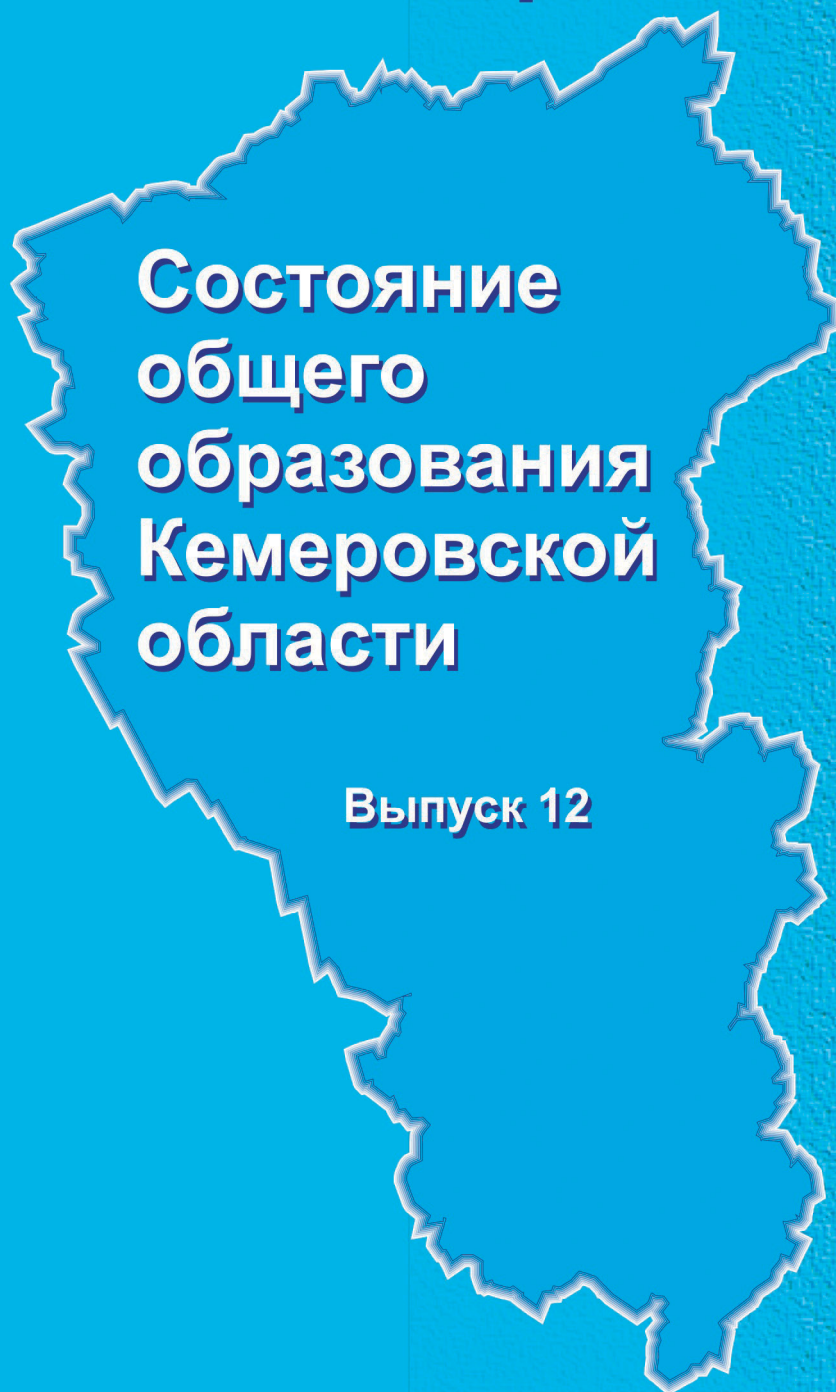 Состояние
общего
образования
Кемеровской
области
Выпуск 12